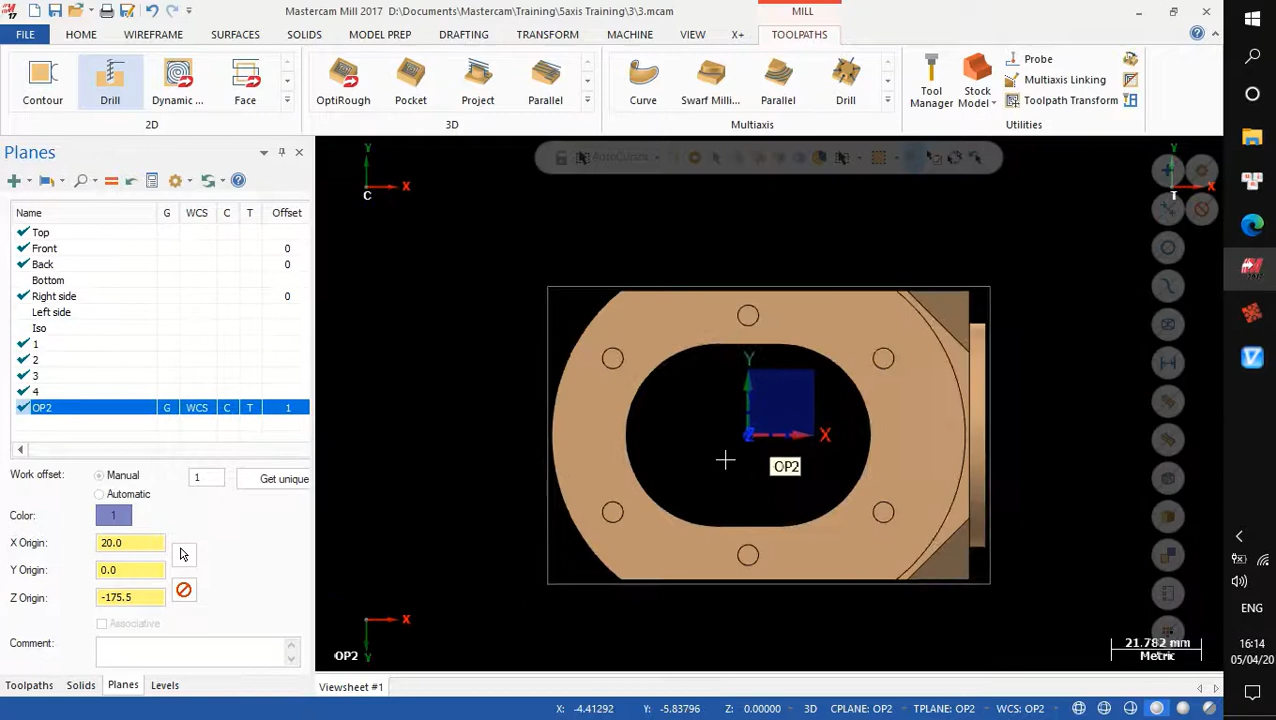 Mastercam Mill 2017 D:\Documents\Mastercam\Training\5axis Training\3\3.mcam
MILL
FILE HOME WIREFRAME SURFACES SOLIDS MODEL PREP DRAFTING TRANSFORM MACHINE VIEW X+ TOOLPATHS
Contour Drill Dynamic ... Face OptiRough Pocket Project Parallel Curve Swarf Milli... Parallel Drill Tool Manager Stock Model Probe
Multiaxis Linking
Toolpath Transform
2D 3D Multiaxis Utilities
Planes
AutoCursor
Name G WCS C T Offset
Top
Front 0
Back 0
Bottom
Right side 0
Left side
Iso
1
2
3
4
OP2 G WCS C T 1
Work offset: Manual 1 Get unique
Automatic
Color: 1
X Origin: 20.0
Y Origin: 0.0
Z Origin: -175.5
Associative
Comment:
Toolpaths Solids Planes Levels
Y
X
C
Y
X
T
Y
Z X
OP2
X
Y
OP2
21.782 mm
Metric
Viewsheet #1
X: -4.41292 Y: -5.83796 Z: 0.00000 3D CPLANE: OP2 TPLANE: OP2 WCS: OP2
ENG
16:14
05/04/20